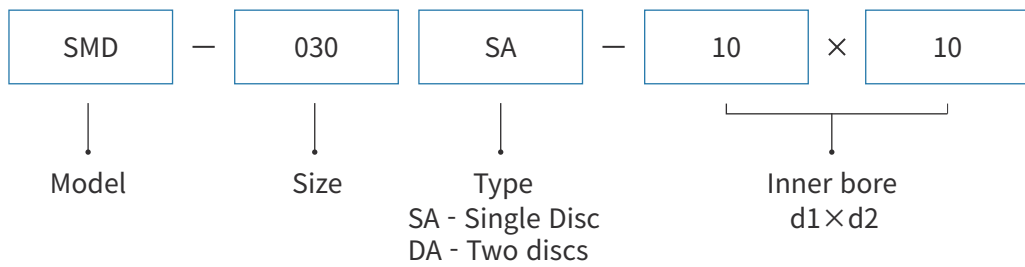 SMD — 030 SA — 10 × 10
Model Size Type Inner bore
SA - Single Disc d1×d2
DA - Two discs